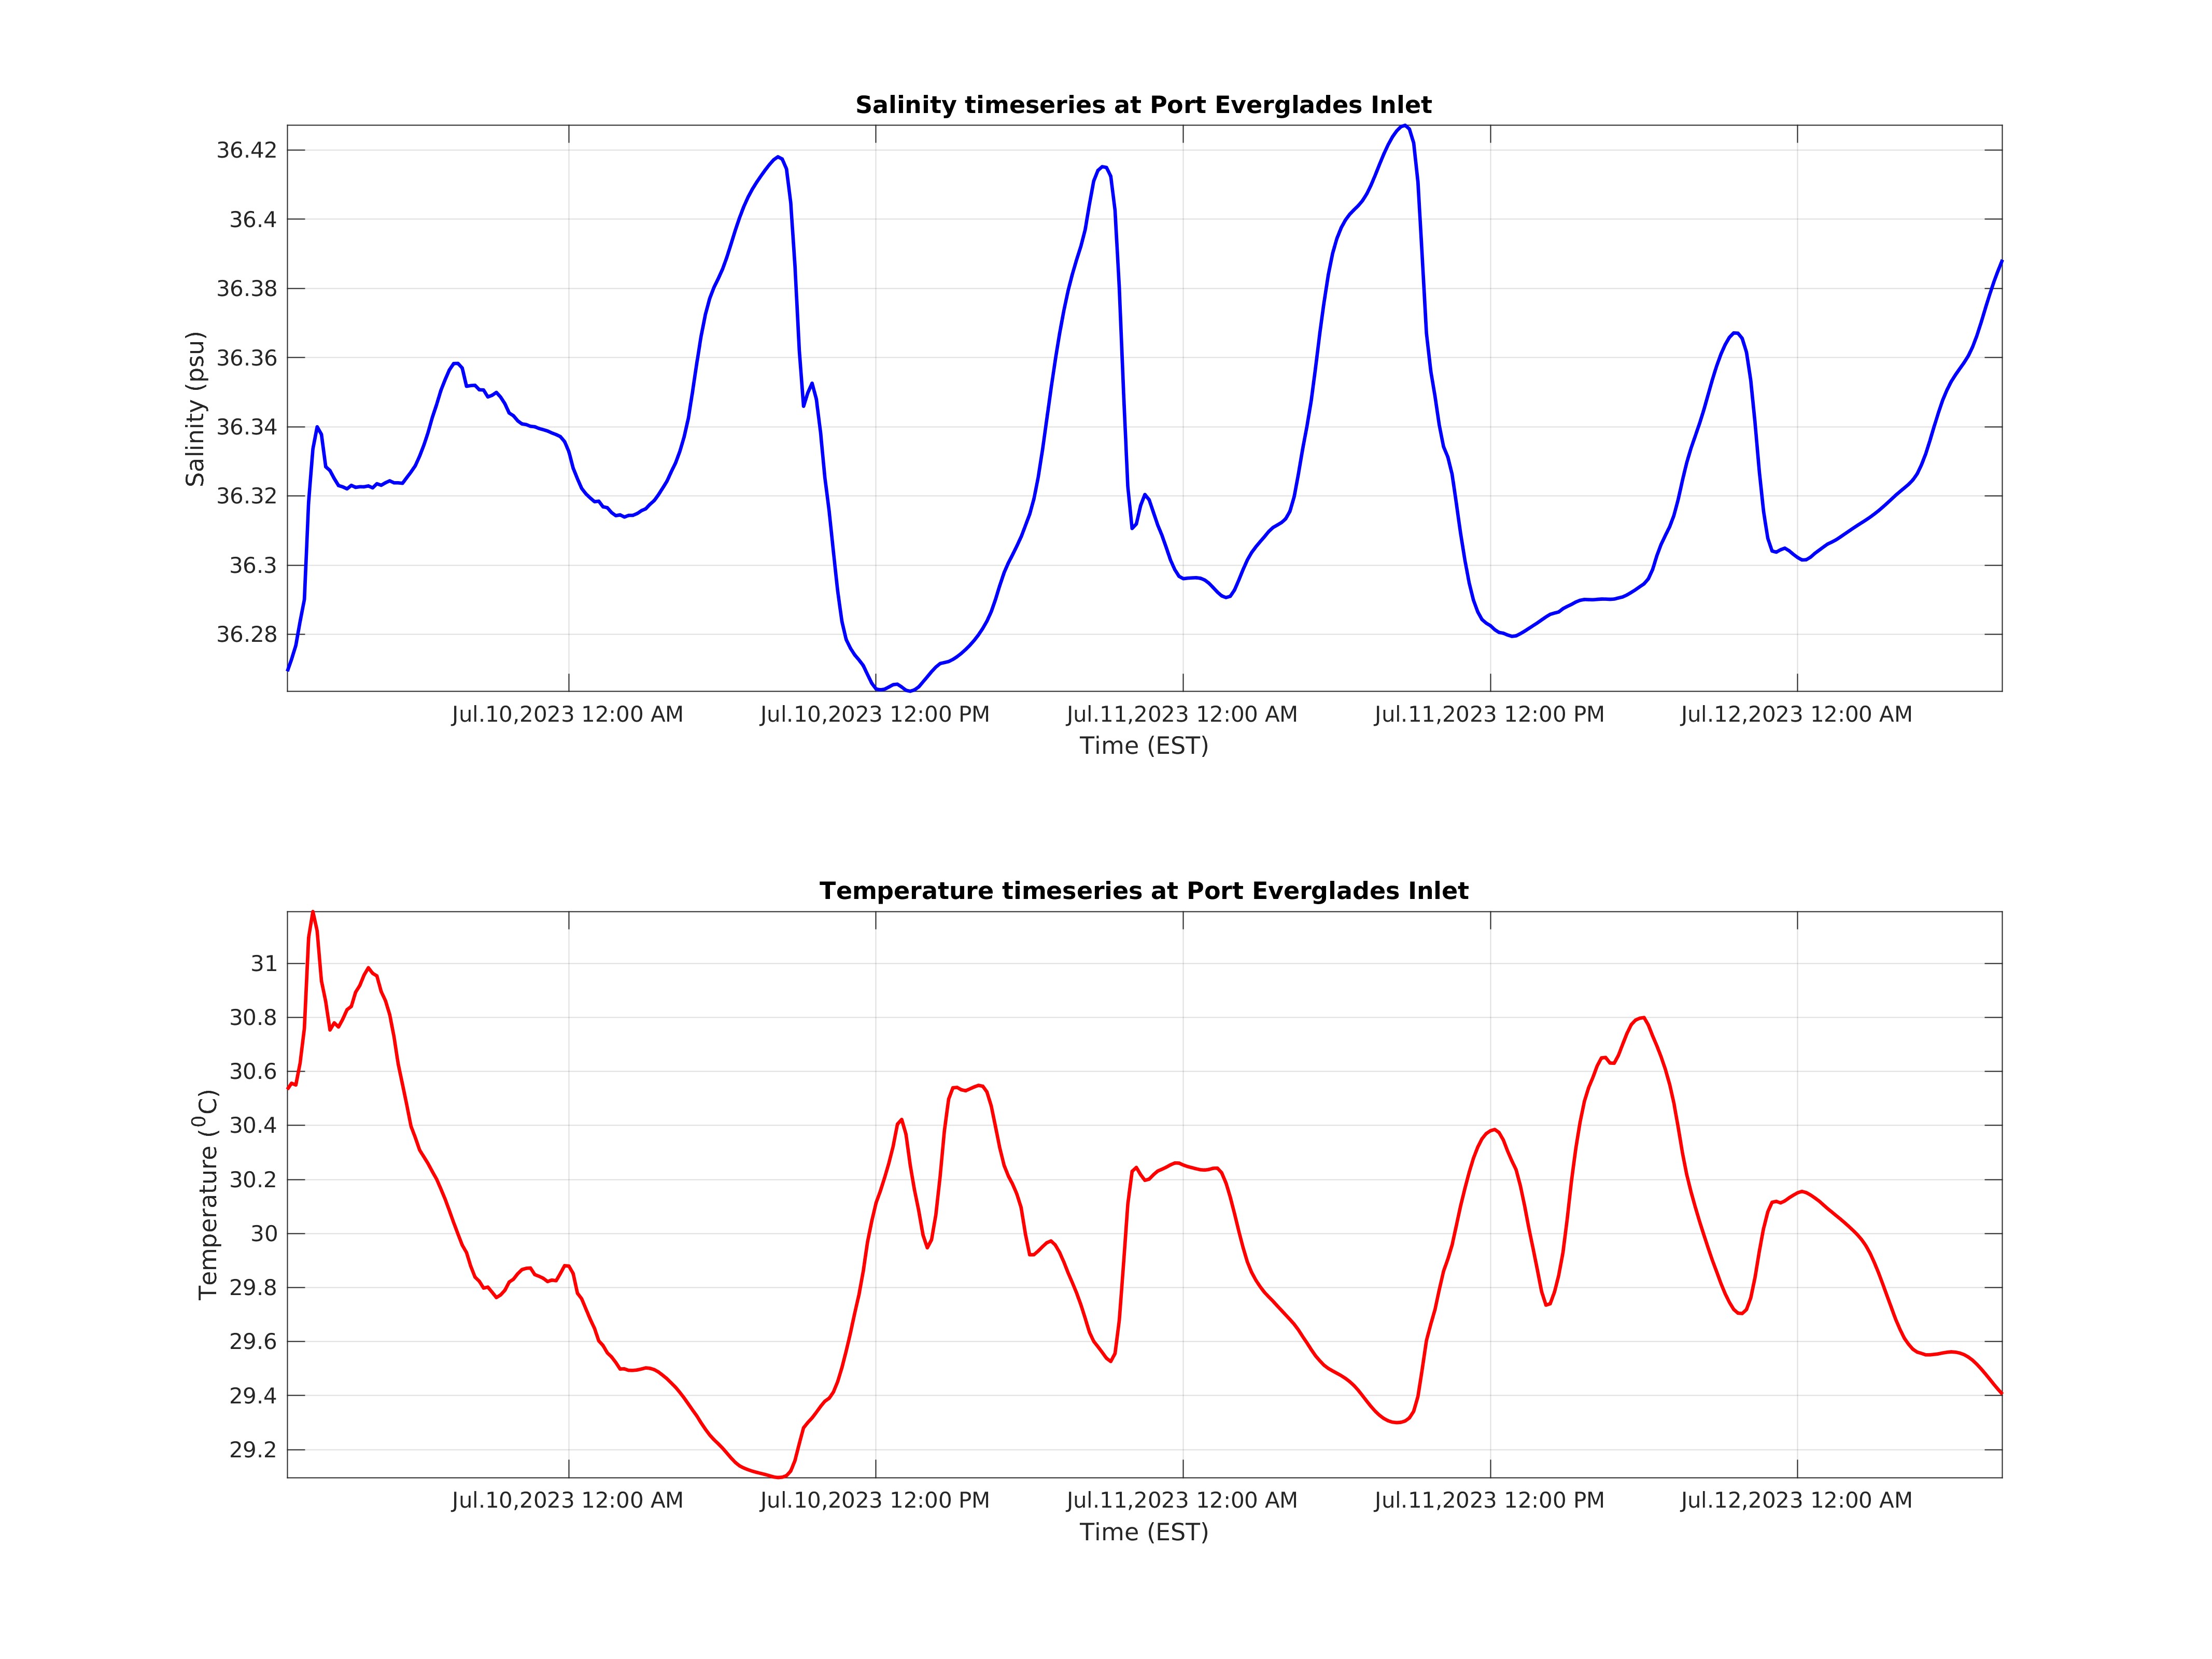 Salinity timeseries at Port Everglades Inlet
36.42
36.4
36.38
36.36
36.34
36.32
36.3
36.28
Salinity (psu)
Jul.10,2023 12:00 AM Jul.10,2023 12:00 PM Jul.11,2023 12:00 AM Jul.11,2023 12:00 PM Jul.12,2023 12:00 AM
Time (EST)
Temperature timeseries at Port Everglades Inlet
31
30.8
30.6
30.4
30.2
30
29.8
29.6
29.4
29.2
Temperature (⁰C)
Jul.10,2023 12:00 AM Jul.10,2023 12:00 PM Jul.11,2023 12:00 AM Jul.11,2023 12:00 PM Jul.12,2023 12:00 AM
Time (EST)